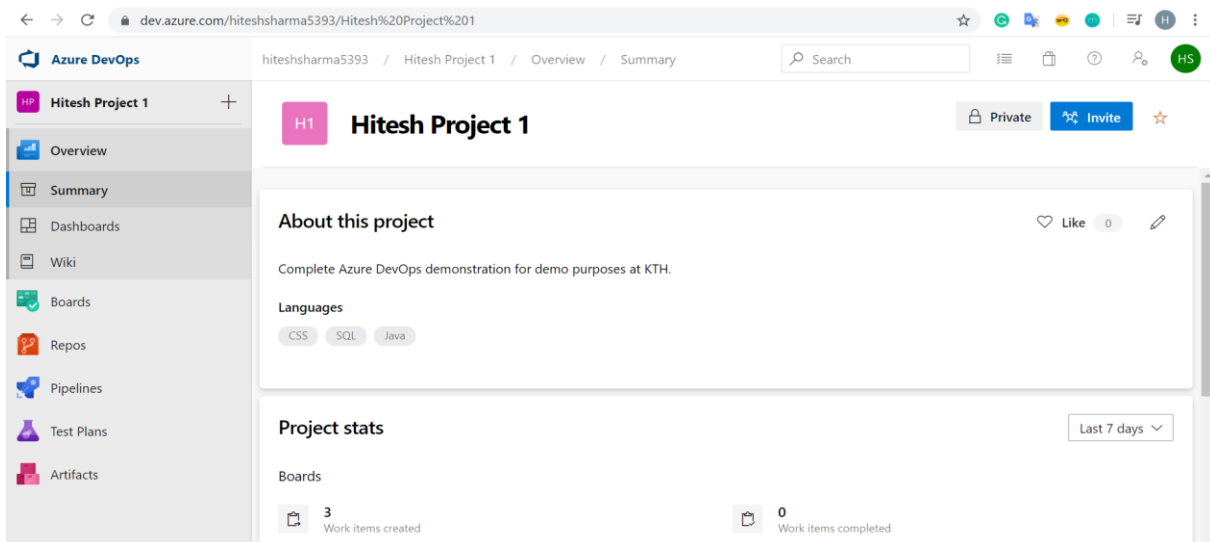 dev.azure.com/hiteshsharma5393/Hitesh%20Project%201
H
Azure DevOps
hiteshsharma5393 / Hitesh Project 1 / Overview / Summary
Search
HS
HP Hitesh Project 1
H1 Hitesh Project 1
Private
Invite
Overview
Summary
Dashboards
Wiki
Boards
Repos
Pipelines
Test Plans
Artifacts
About this project
Like 0
Complete Azure DevOps demonstration for demo purposes at KTH.
Languages
CSS SQL Java
Project stats
Last 7 days
Boards
3
Work items created
0
Work items completed